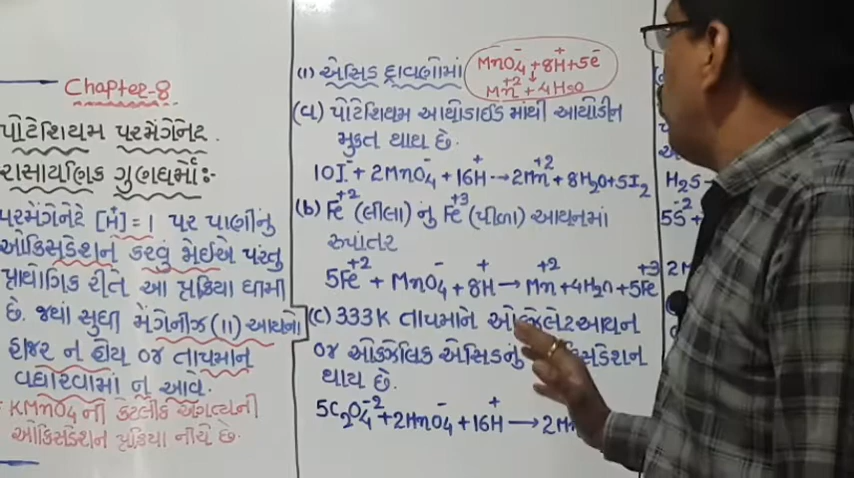 Chapter-8
પોટેશિયમ પરમેંગેનેટ.
રાસાયણિક ગુણધર્મો:-
પરમેંગેનેટે [H⁺] = 1 પર પાણીનું
ઓક્સિડેશન કરવું જોઈએ પરંતુ
પ્રાયોગિક રીતે આ પ્રક્રિયા ધીમી
છે. જ્યાં સુધી મેંગેનીઝ (II) આયનો
હાજર ન હોય ળ તાપમાન
વધારવામાં ન આવે.
KMnO4ની કેટલીક અગત્યની
ઓક્સિડેશન પ્રક્રિયા નીચે છે.
(1) એસિડ દ્રાવણોમાં
MnO4⁻ + 8H⁺ + 5e⁻
↓
Mn⁺² + 4H2O
(a) પોટેશિયમ આયોડાઈડ માંથી આયોડીન
મુક્ત થાય છે.
10I⁻ + 2MnO4⁻ + 16H⁺ → 2Mn⁺² + 8H2O + 5I2
(b) Fe⁺² (લીલા) નું Fe⁺³ (પીળા) આયનમાં
રુપાંતર
5Fe⁺² + MnO4⁻ + 8H⁺ → Mn⁺² + 4H2O + 5Fe⁺³
(c) 333K તાપમાને ઓક્ઝેલેટઆયન
ઓક્ઝેલિક એસિડનું
થાય છે.
5C2O4⁻² + 2MnO4⁻ + 16H⁺ → 2M
H2S
5S⁻² +